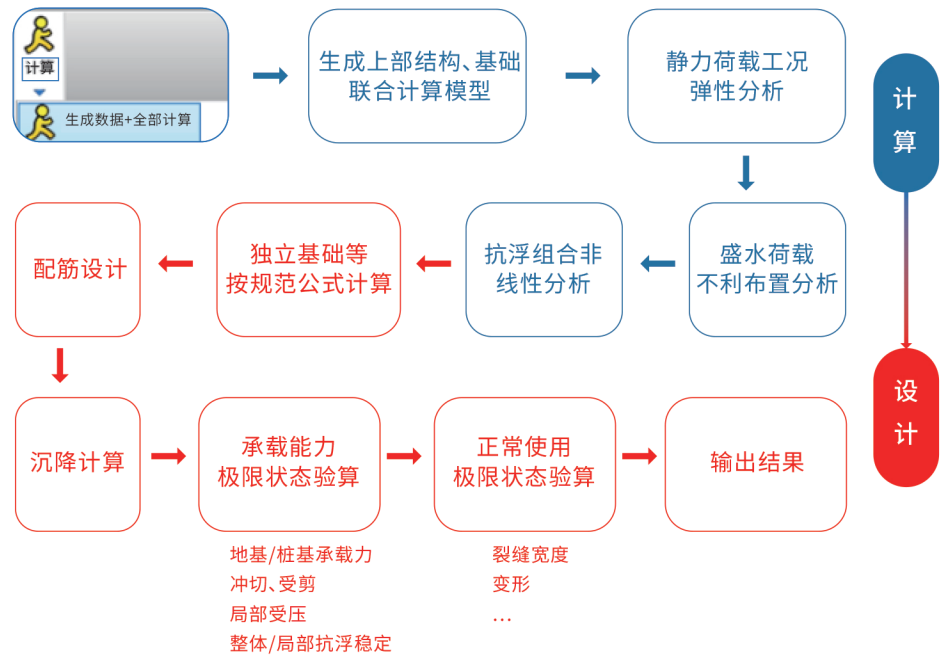 计算
生成数据+全部计算
生成上部结构、基础
联合计算模型
静力荷载工况
弹性分析
计
算
盛水荷载
不利布置分析
抗浮组合非
线性分析
独立基础等
按规范公式计算
配筋设计
沉降计算
承载能力
极限状态验算
地基/桩基承载力
冲切、受剪
局部受压
整体/局部抗浮稳定
正常使用
极限状态验算
裂缝宽度
变形
...
输出结果
设
计